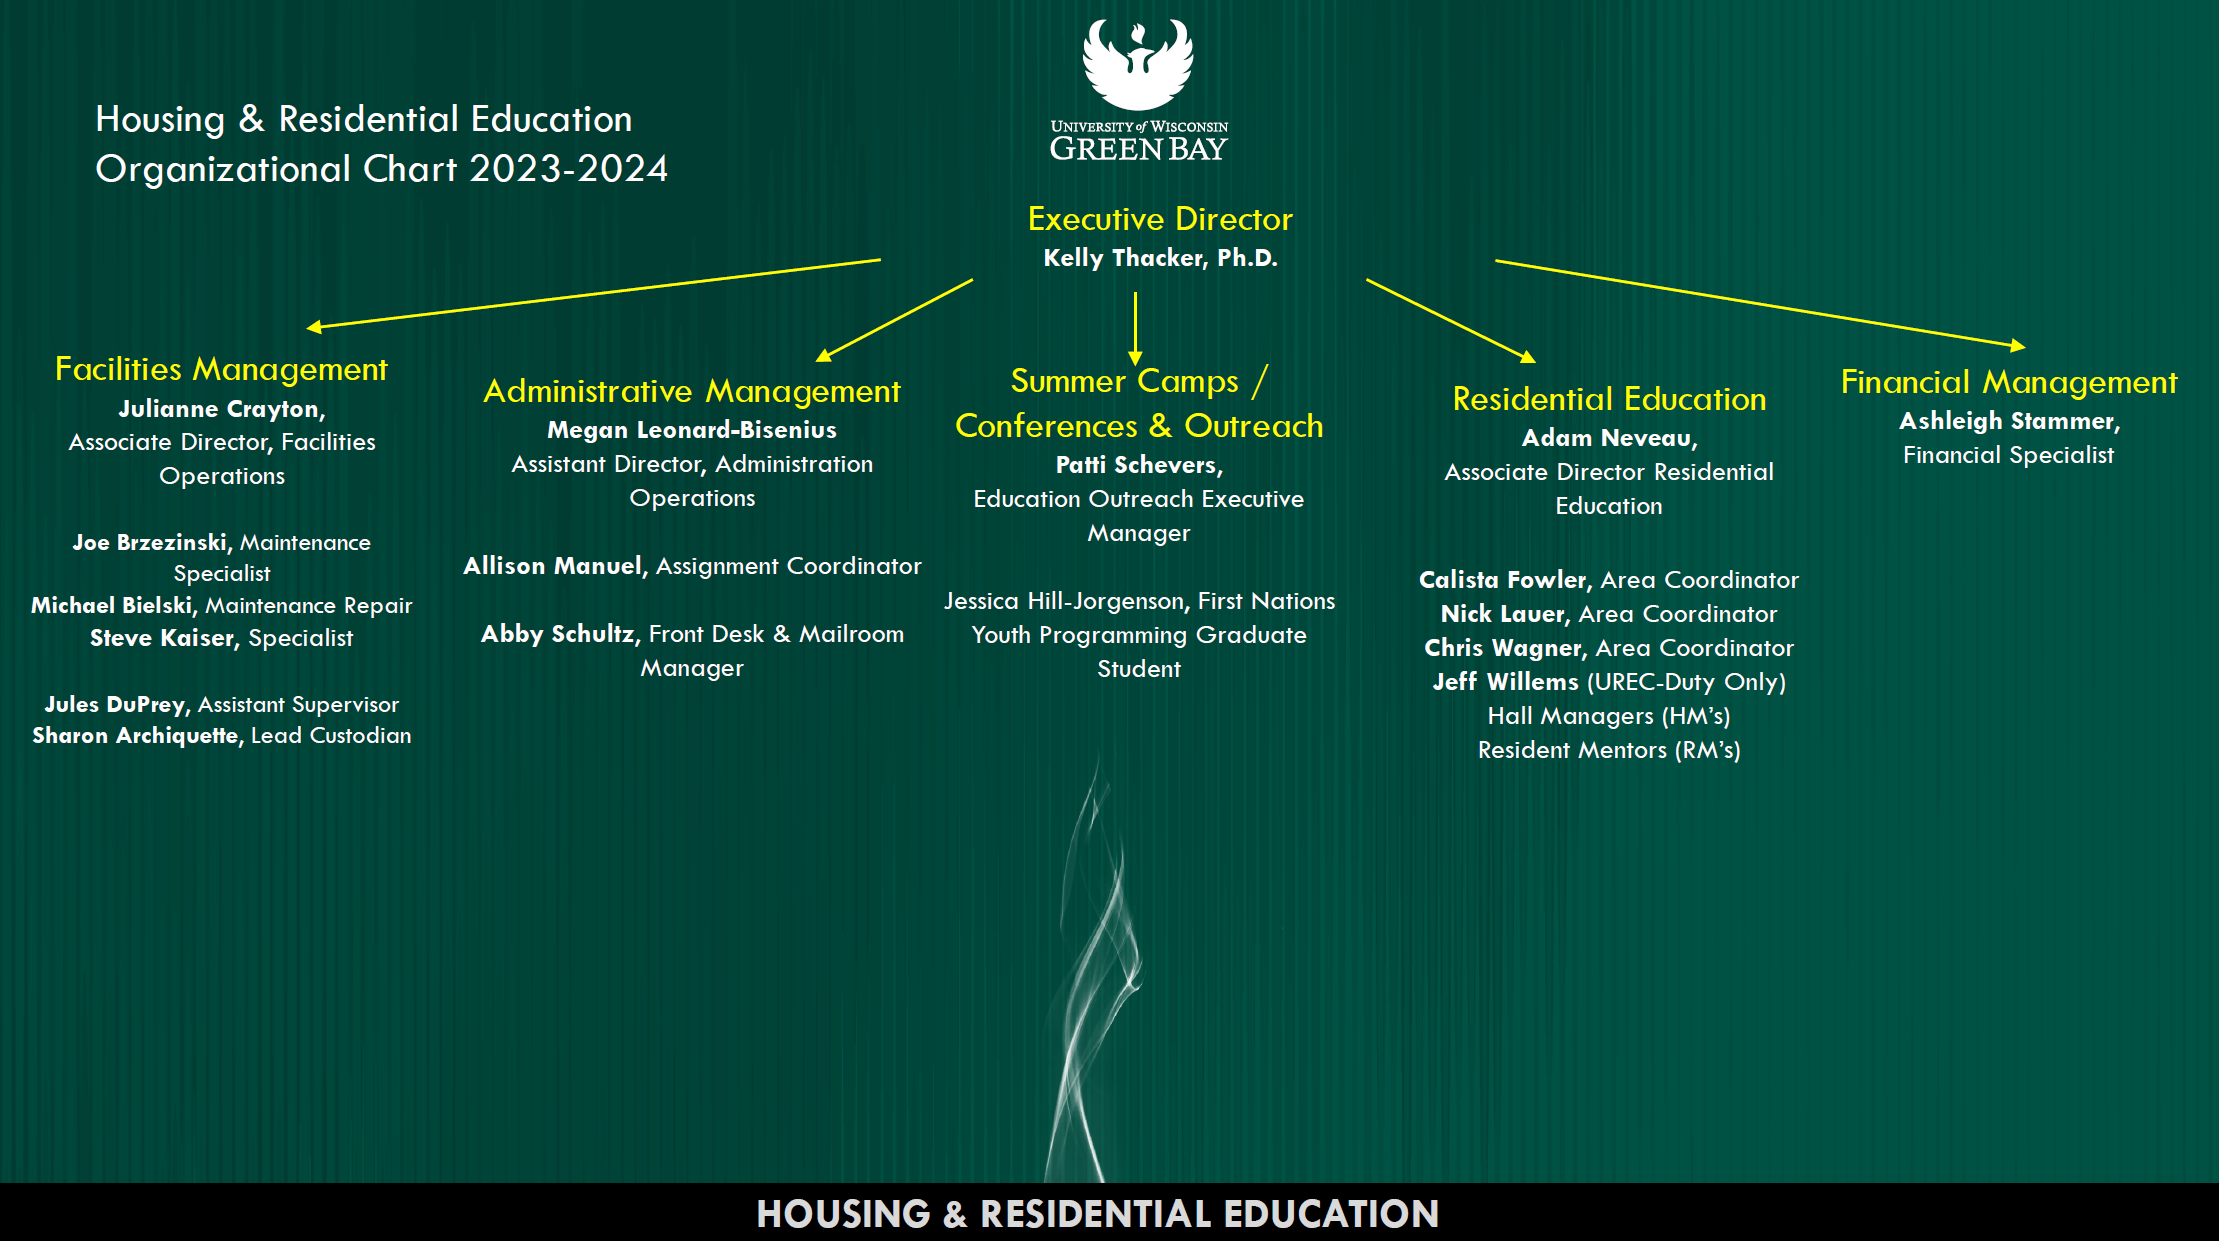 Housing & Residential Education
Organizational Chart 2023-2024
UNIVERSITY of WISCONSIN
GREEN BAY
Executive Director
Kelly Thacker, Ph.D.
Facilities Management
Julianne Crayton,
Associate Director, Facilities
Operations
Joe Brzezinski, Maintenance
Specialist
Michael Bielski, Maintenance Repair
Steve Kaiser, Specialist
Jules DuPrey, Assistant Supervisor
Sharon Archiquette, Lead Custodian
Administrative Management
Megan Leonard-Bisenius
Assistant Director, Administration
Operations
Allison Manuel, Assignment Coordinator
Abby Schultz, Front Desk & Mailroom
Manager
Summer Camps /
Conferences & Outreach
Patti Schevers,
Education Outreach Executive
Manager
Jessica Hill-Jorgenson, First Nations
Youth Programming Graduate
Student
Residential Education
Adam Neveau,
Associate Director Residential
Education
Calista Fowler, Area Coordinator
Nick Lauer, Area Coordinator
Chris Wagner, Area Coordinator
Jeff Willems (UREC-Duty Only)
Hall Managers (HM’s)
Resident Mentors (RM’s)
Financial Management
Ashleigh Stammer,
Financial Specialist
HOUSING & RESIDENTIAL EDUCATION